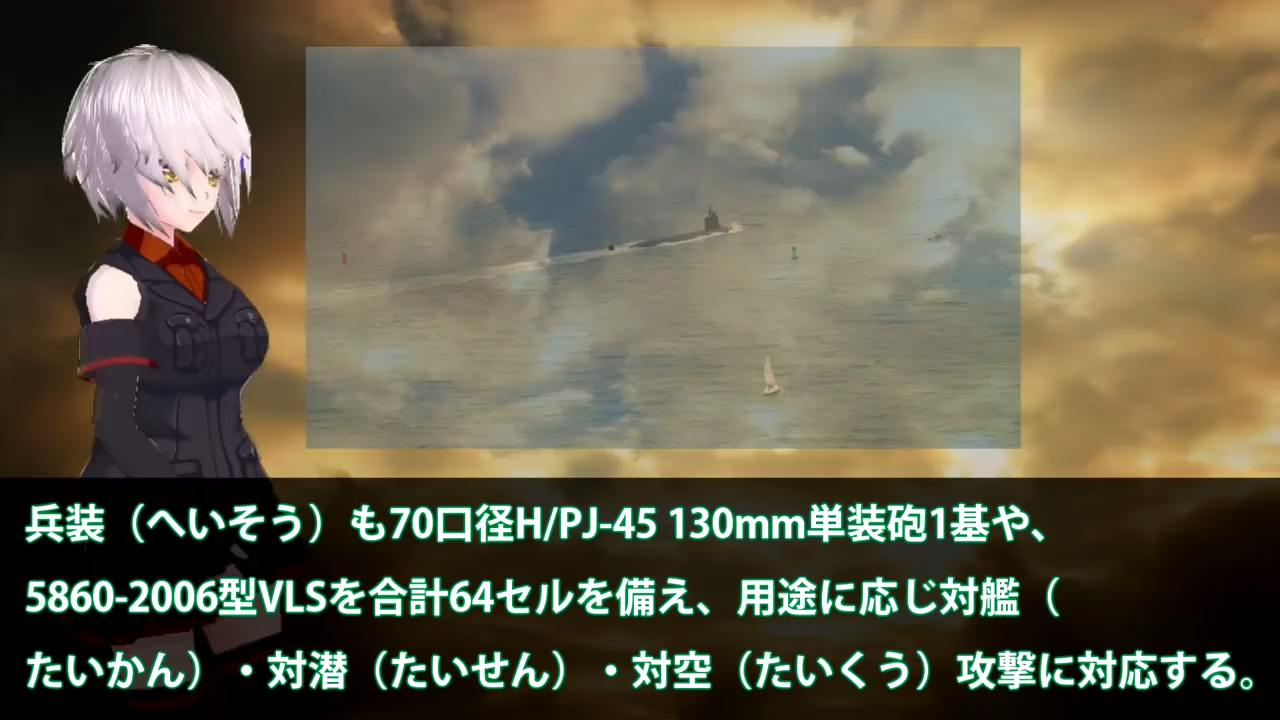 兵装（へいそう）も70口径H/PJ-45 130mm単装砲1基や、
5860-2006型VLSを合計64セルを備え、用途に応じ対艦（
たいかん）・対潜（たいせん）・対空（たいくう）攻撃に対応する。